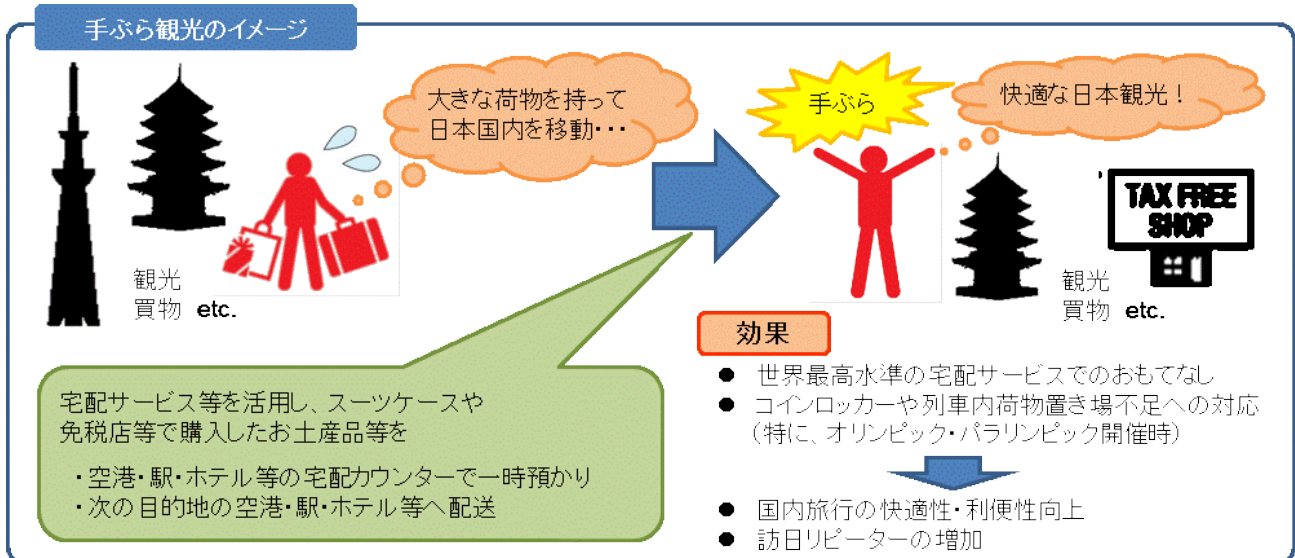 手ぶら観光のイメージ
大きな荷物を持って
日本国内を移動・・・
観光
買物 etc.
手ぶら
快適な日本観光！
TAX FREE
SHOP
観光
買物 etc.
宅配サービス等を活用し、スーツケースや
免税店等で購入したお土産品等を
・空港・駅・ホテル等の宅配カウンターで一時預かり
・次の目的地の空港・駅・ホテル等へ配送
効果
● 世界最高水準の宅配サービスでのおもてなし
● コインロッカーや列車内荷物置き場不足への対応
（特に、オリンピック・パラリンピック開催時）
● 国内旅行の快適性・利便性向上
● 訪日リピーターの増加